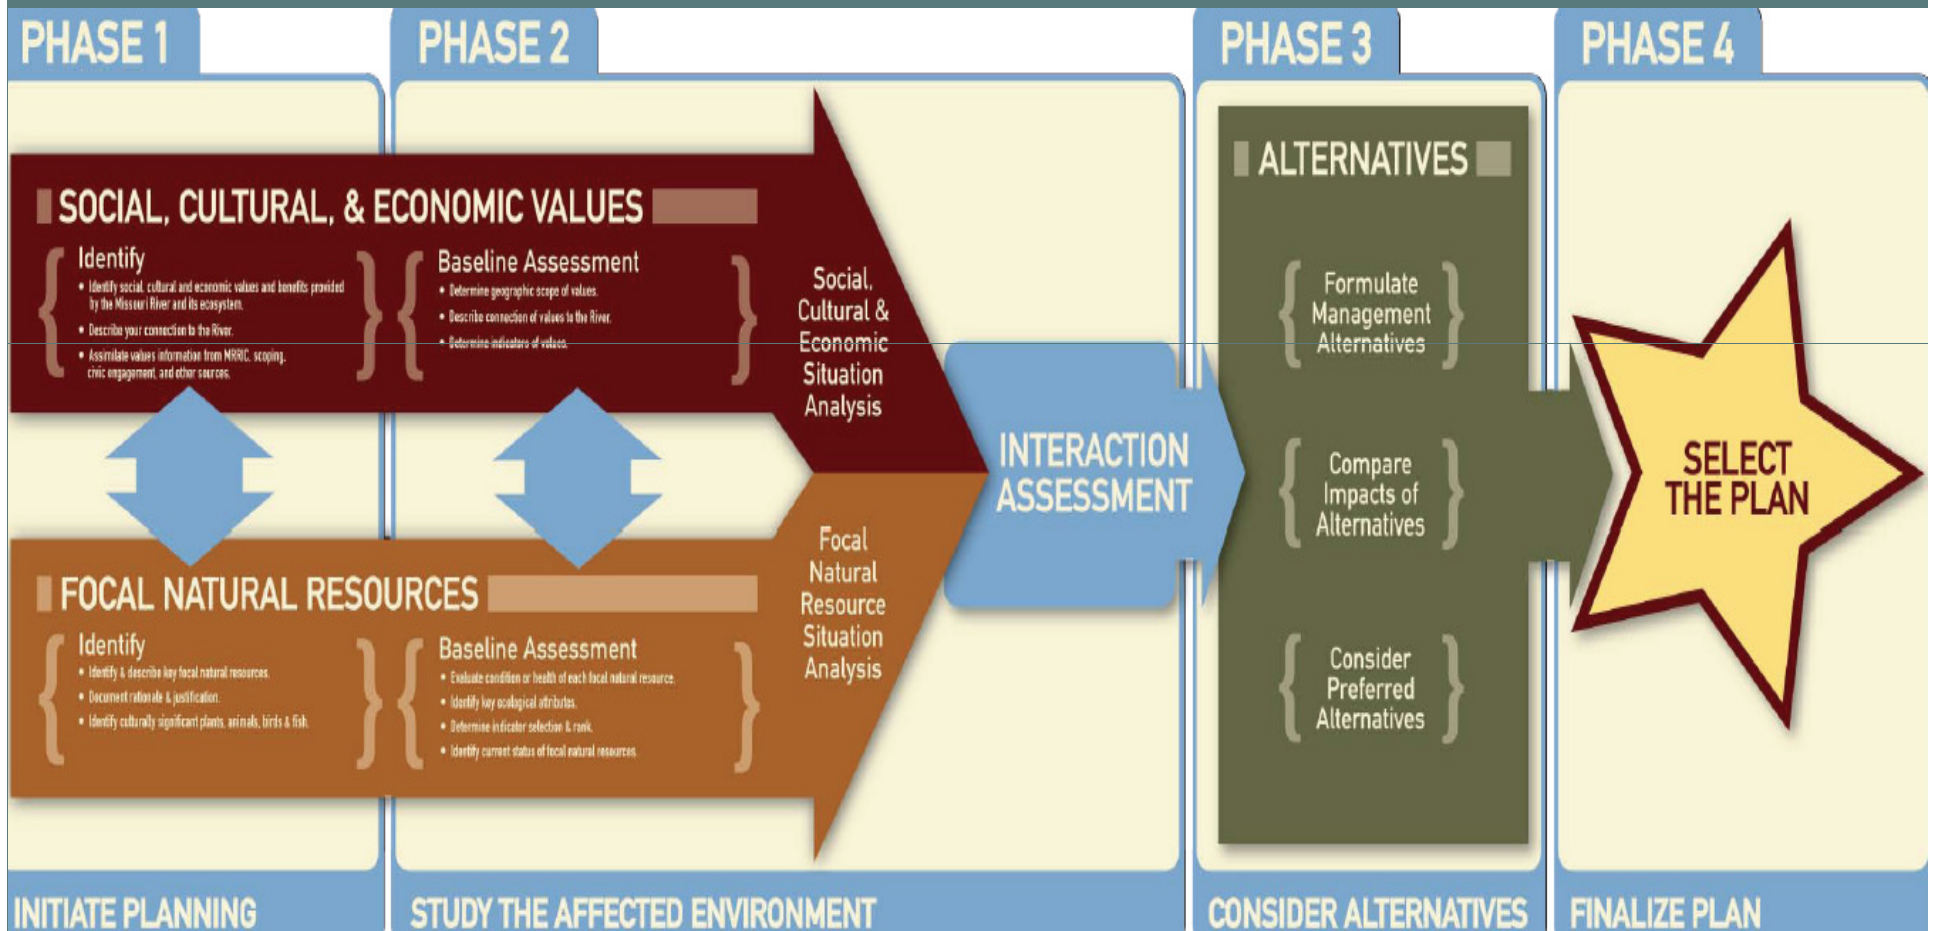 PHASE 1
PHASE 2
PHASE 3
PHASE 4
SOCIAL, CULTURAL, & ECONOMIC VALUES
Identify
• Identify social, cultural and economic values and benefits provided
by the Missouri River and its ecosystem.
• Describe your connection to the River.
• Assimilate values information from MRRIC, scoping,
civic engagement, and other sources.
Baseline Assessment
• Determine geographic scope of values.
• Describe connection of values to the River.
• Determine indicators of values.
Social,
Cultural &
Economic
Situation
Analysis
FOCAL NATURAL RESOURCES
Identify
• Identify & describe key focal natural resources.
• Document rationale & justification.
• Identify culturally significant plants, animals, birds & fish.
Baseline Assessment
• Evaluate condition or health of each focal natural resource.
• Identify key ecological attributes.
• Determine indicator selection & rank.
• Identify current status of focal natural resources.
Focal
Natural
Resource
Situation
Analysis
INTERACTION
ASSESSMENT
ALTERNATIVES
Formulate
Management
Alternatives
Compare
Impacts of
Alternatives
Consider
Preferred
Alternatives
SELECT
THE PLAN
INITIATE PLANNING
STUDY THE AFFECTED ENVIRONMENT
CONSIDER ALTERNATIVES
FINALIZE PLAN